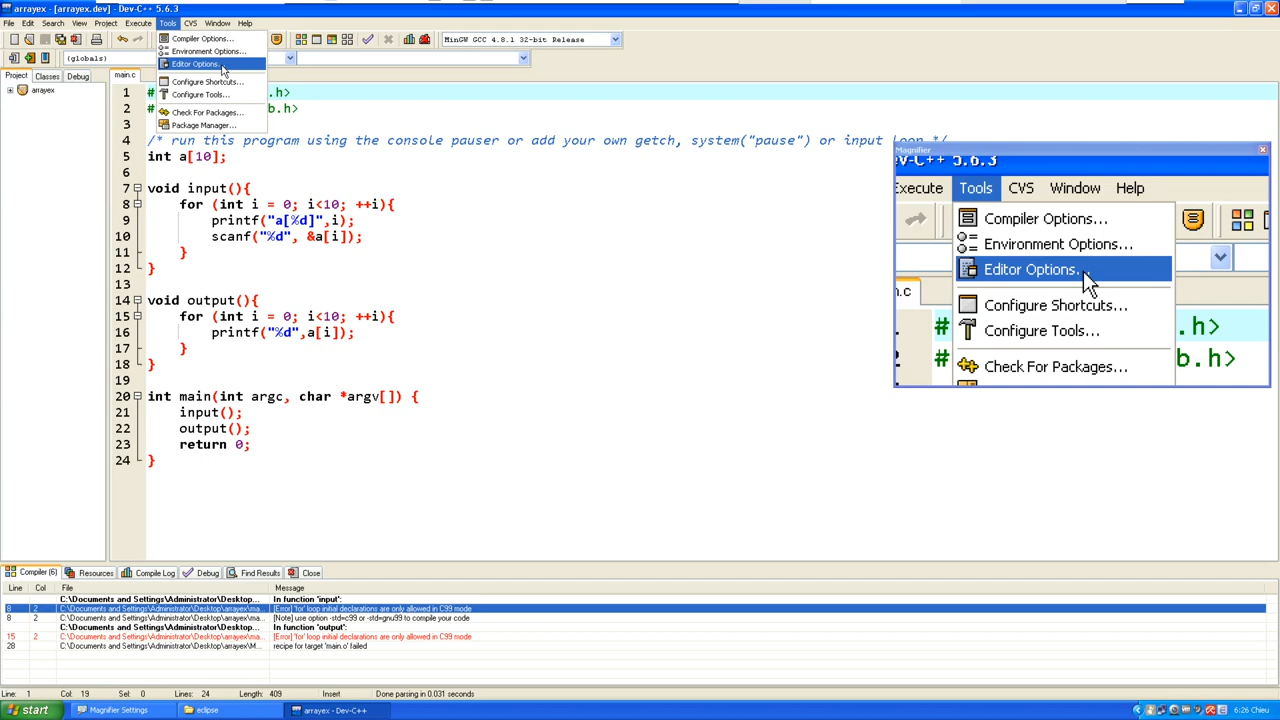 arrayex - [arrayex.dev] - Dev-C++ 5.6.3
File Edit Search View Project Execute Tools CVS Window Help
Compiler Options...
Environment Options...
Editor Options...
Configure Shortcuts...
Configure Tools...
Check For Packages...
Package Manager...
MinGW GCC 4.8.1 32-bit Release
(globals)
Project Classes Debug
main.c
arrayex
1 # .h>
2 # b.h>
3
4 /* run this program using the console pauser or add your own getch, system("pause") or input loop */
5 int a[10];
6
7 void input(){
8 for (int i = 0; i<10; ++i){
9 printf("a[%d]",i);
10 scanf("%d", &a[i]);
11 }
12 }
13
14 void output(){
15 for (int i = 0; i<10; ++i){
16 printf("%d",a[i]);
17 }
18 }
19
20 int main(int argc, char *argv[]) {
21 input();
22 output();
23 return 0;
24 }
Magnifier
ev-C++ 5.6.3
Execute Tools CVS Window Help
Compiler Options...
Environment Options...
Editor Options...
Configure Shortcuts...
Configure Tools...
Check For Packages...
n.c
# .h>
# b.h>
Compiler (6) Resources Compile Log Debug Find Results Close
Line Col File Message
In function 'input':
8 2 C:\Documents and Settings\Administrator\Desktop\arrayex\ma... [Error] 'for' loop initial declarations are only allowed in C99 mode
8 2 C:\Documents and Settings\Administrator\Desktop\arrayex\ma... [Note] use option -std=c99 or -std=gnu99 to compile your code
C:\Documents and Settings\Administrator\Desktop\arrayex\ma... In function 'output':
15 2 C:\Documents and Settings\Administrator\Desktop\arrayex\ma... [Error] 'for' loop initial declarations are only allowed in C99 mode
28 C:\Documents and Settings\Administrator\Desktop\arrayex\M... recipe for target 'main.o' failed
Line: 1 Col: 19 Sel: 0 Lines: 24 Length: 409 Insert Done parsing in 0.031 seconds
start Magnifier Settings eclipse arrayex - Dev-C++ 6:26 Chieu